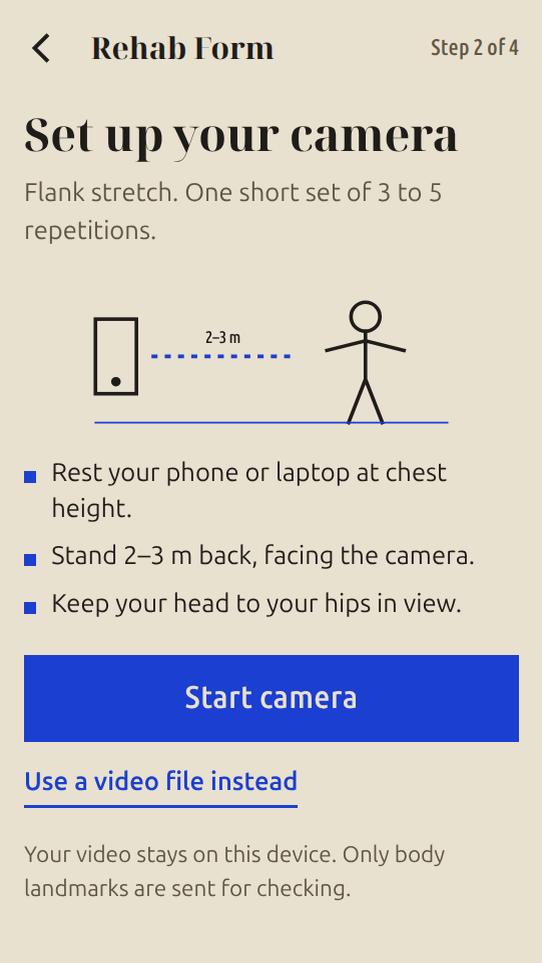 Rehab Form
Step 2 of 4
Set up your camera
Flank stretch. One short set of 3 to 5
repetitions.
2–3 m
Rest your phone or laptop at chest
height.
Stand 2–3 m back, facing the camera.
Keep your head to your hips in view.
Start camera
Use a video file instead
Your video stays on this device. Only body
landmarks are sent for checking.